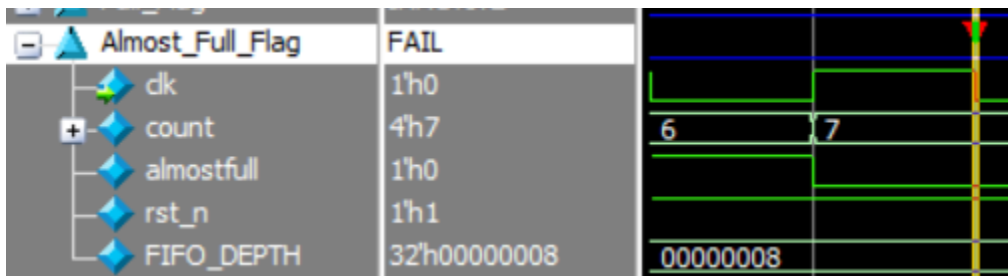 Almost_Full_Flag FAIL
clk 1'h0
count 4'h7 6 7
almostfull 1'h0
rst_n 1'h1
FIFO_DEPTH 32'h00000008 00000008